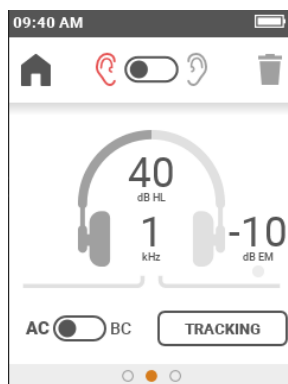 09:40 AM
40
dB HL
1
kHz
-10
dB EM
AC BC
TRACKING